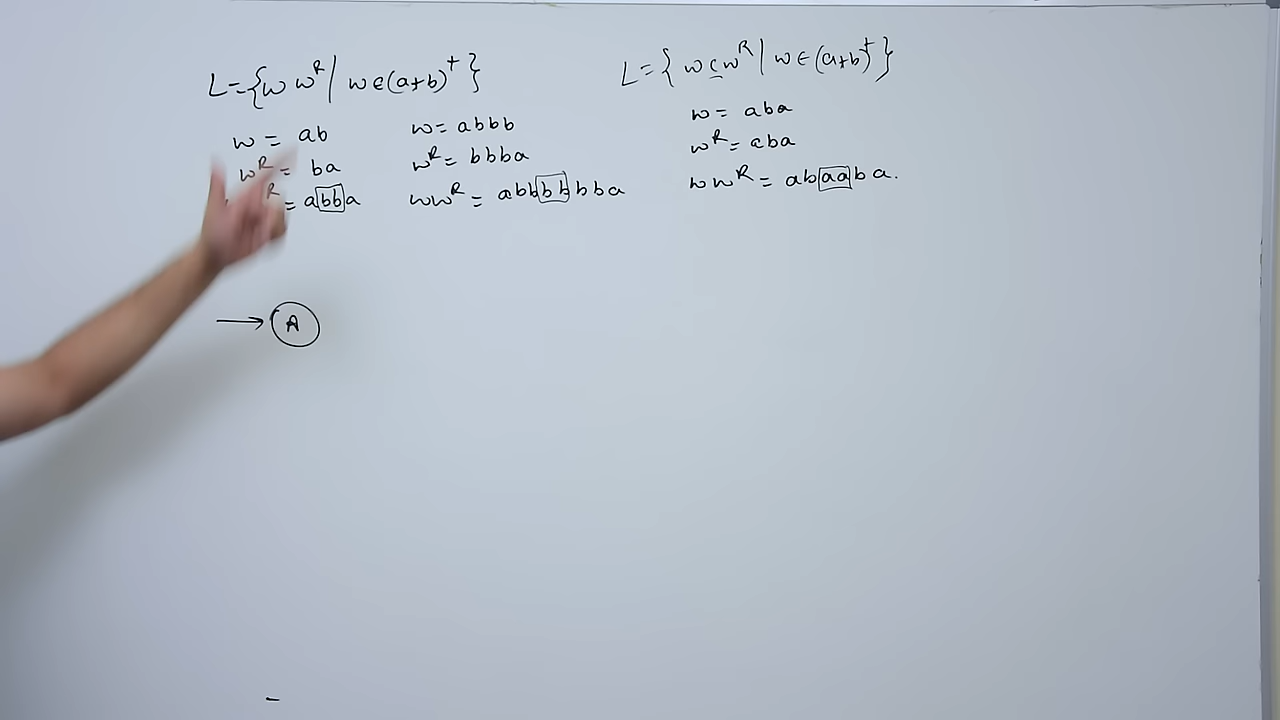 L={w w^R | w ∈ (a+b)^+}
w = ab
w^R = ba
R = abba
w = abbb
w^R = bbba
ww^R = abbbbbba
L={ w c w^R | w ∈ (a+b)^+}
w = aba
w^R = aba
ww^R = abaaba.
A